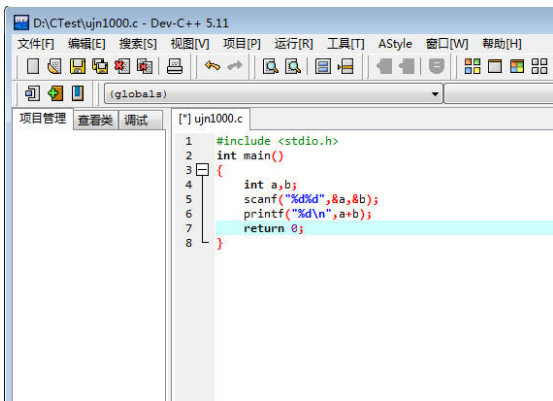 D:\CTest\ujn1000.c - Dev-C++ 5.11
文件[F] 编辑[E] 搜索[S] 视图[V] 项目[P] 运行[R] 工具[T] AStyle 窗口[W] 帮助[H]
(globals)
项目管理 查看类 调试 [*] ujn1000.c
1 #include <stdio.h>
2 int main()
3 {
4 int a,b;
5 scanf("%d%d",&a,&b);
6 printf("%d\n",a+b);
7 return 0;
8 }